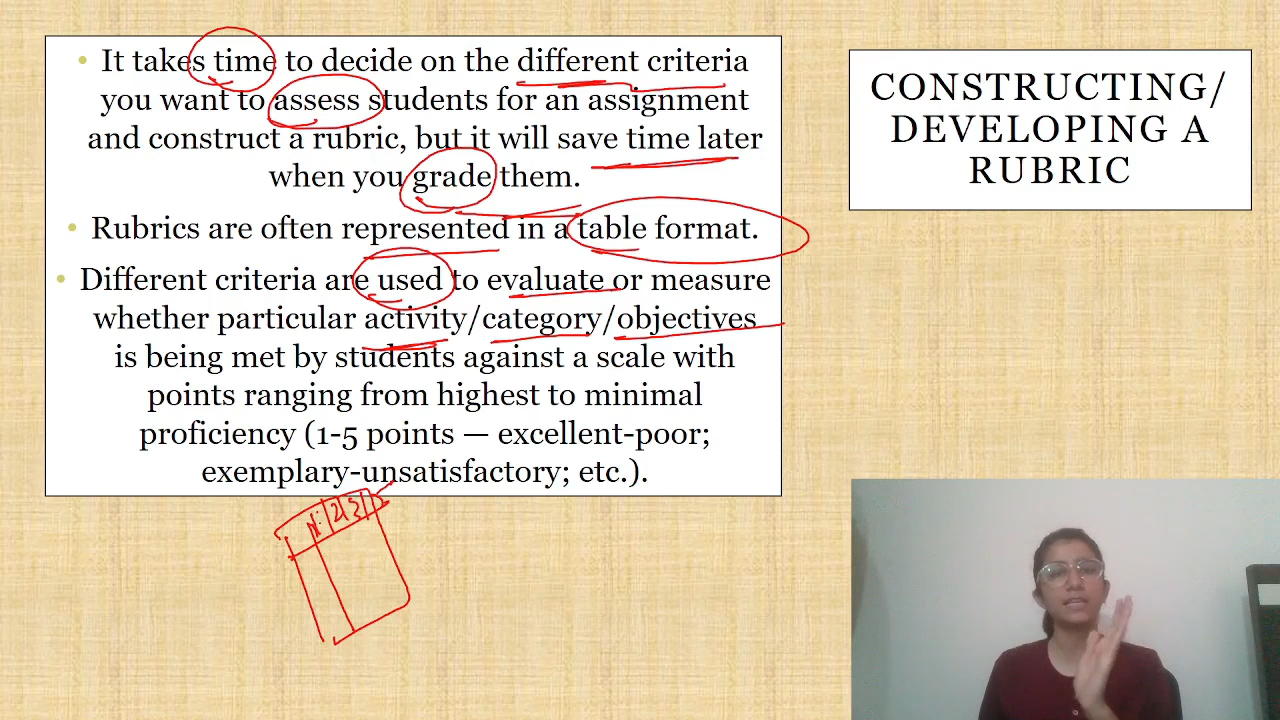 • It takes time to decide on the different criteria
you want to assess students for an assignment
and construct a rubric, but it will save time later
when you grade them.
• Rubrics are often represented in a table format.
• Different criteria are used to evaluate or measure
whether particular activity/category/objectives
is being met by students against a scale with
points ranging from highest to minimal
proficiency (1-5 points — excellent-poor;
exemplary-unsatisfactory; etc.).
CONSTRUCTING/
DEVELOPING A
RUBRIC